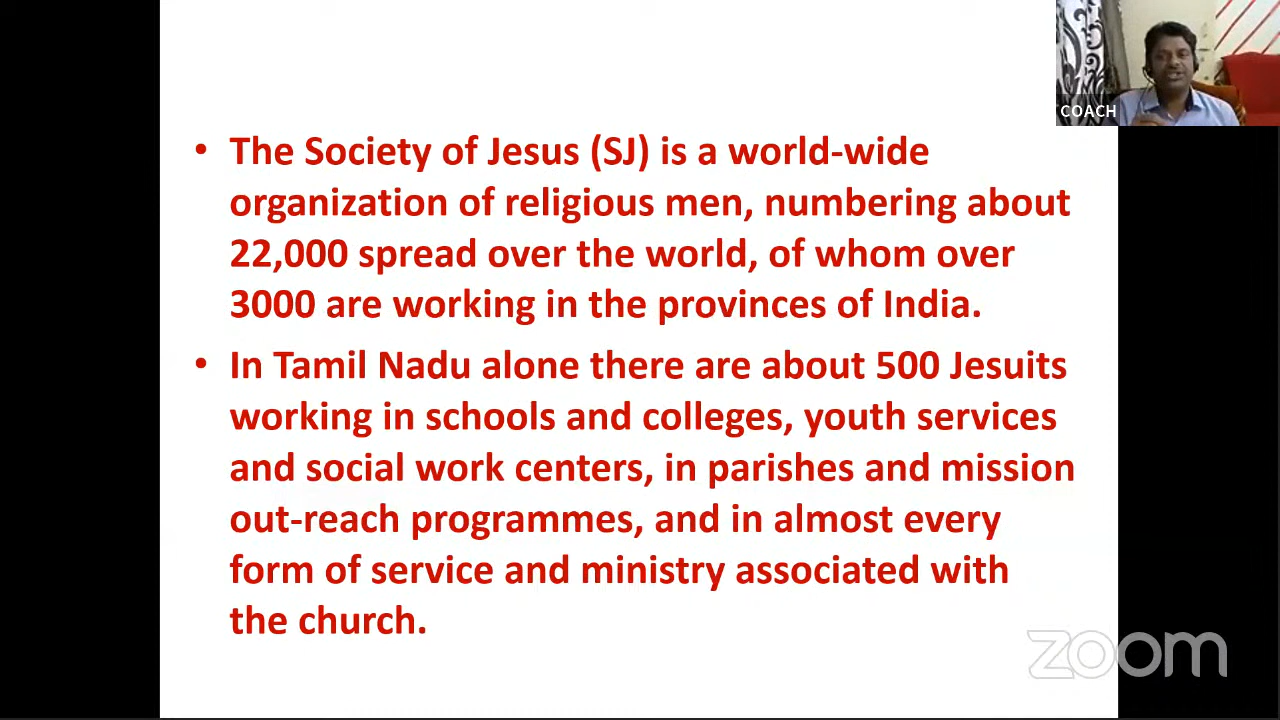 COACH
• The Society of Jesus (SJ) is a world-wide
organization of religious men, numbering about
22,000 spread over the world, of whom over
3000 are working in the provinces of India.
• In Tamil Nadu alone there are about 500 Jesuits
working in schools and colleges, youth services
and social work centers, in parishes and mission
out-reach programmes, and in almost every
form of service and ministry associated with
the church.
zoom